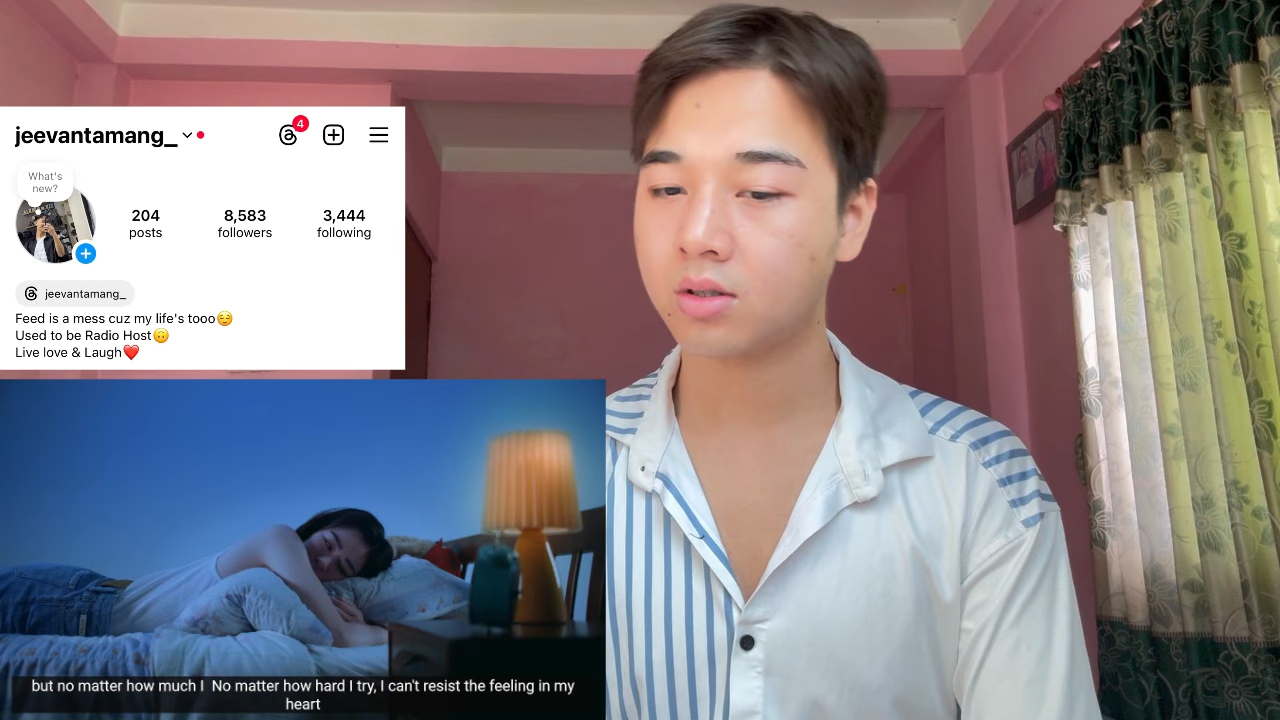 jeevantamang_
4
What's
new?
204 8,583 3,444
posts followers following
jeevantamang_
Feed is a mess cuz my life's tooo☺️
Used to be Radio Host🙃
Live love & Laugh❤️
but no matter how much I  No matter how hard I try, I can't resist the feeling in my
heart